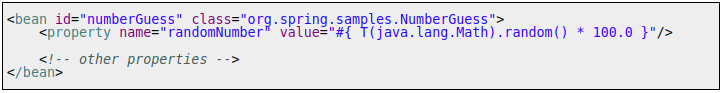 <bean id="numberGuess" class="org.spring.samples.NumberGuess">
    <property name="randomNumber" value="#{ T(java.lang.Math).random() * 100.0 }"/>
    <!-- other properties -->
</bean>